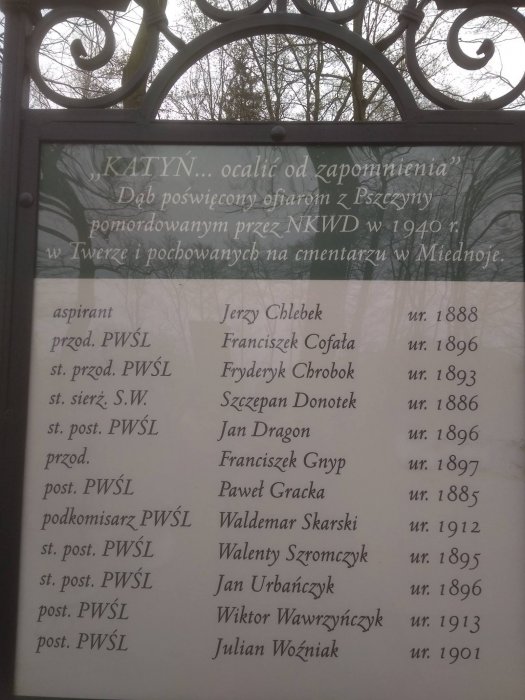 „KATYŃ... ocalić od zapomnienia”
Dąb poświęcony ofiarom z Pszczyny
pomordowanym przez NKWD w 1940 r.
w Twerze i pochowanych na cmentarzu w Miednoje.
aspirant Jerzy Chlebek ur. 1888
przod. PWŚL Franciszek Cofała ur. 1896
st. przod. PWŚL Fryderyk Chrobok ur. 1893
st. sierż. S.W. Szczepan Donotek ur. 1886
st. post. PWŚL Jan Dragon ur. 1896
przod. Franciszek Gnyp ur. 1897
post. PWŚL Paweł Gracka ur. 1885
podkomisarz PWŚL Waldemar Skarski ur. 1912
st. post. PWŚL Walenty Szromczyk ur. 1895
st. post. PWŚL Jan Urbańczyk ur. 1896
post. PWŚL Wiktor Wawrzyńczyk ur. 1913
post. PWŚL Julian Woźniak ur. 1901